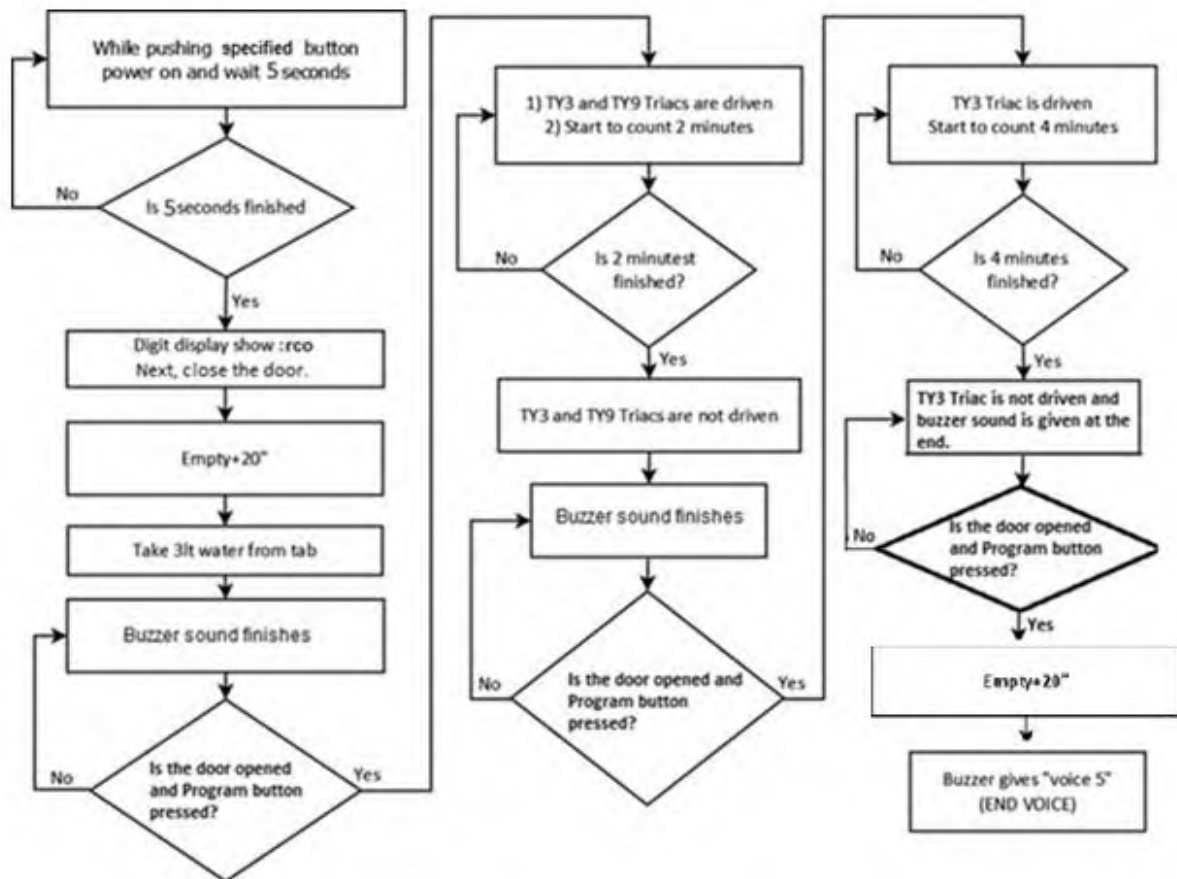 While pushing specified button
power on and wait 5 seconds
No
Is 5seconds finished
Yes
Digit display show :rco
Next, close the door.
Empty+20"
Take 3lt water from tab
Buzzer sound finishes
No
Is the door opened
and Program button
pressed?
Yes
1) TY3 and TY9 Triacs are driven
2) Start to count 2 minutes
No
Is 2 minutest
finished?
Yes
TY3 and TY9 Triacs are not driven
Buzzer sound finishes
No
Is the door opened and
Program button
pressed?
Yes
TY3 Triac is driven
Start to count 4 minutes
No
Is 4 minutes
finished?
Yes
TY3 Triac is not driven and
buzzer sound is given at the
end.
No
Is the door opened
and Program button
pressed?
Yes
Empty+20"
Buzzer gives "voice 5"
(END VOICE)